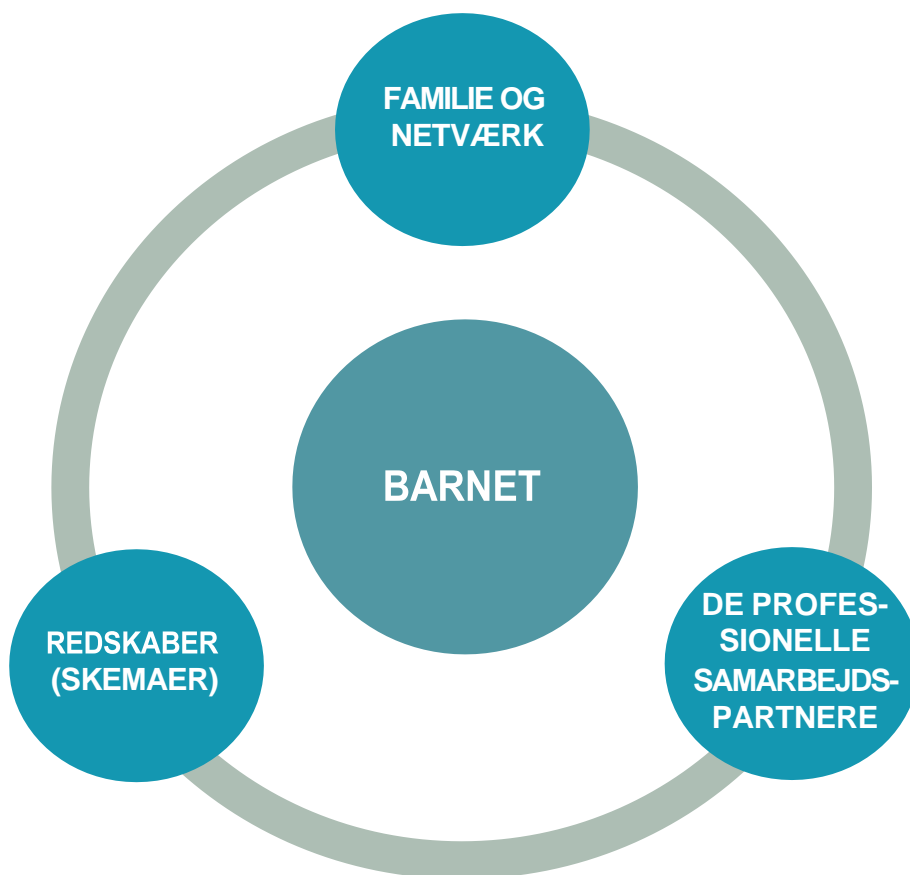 FAMILIE OG
NETVÆRK
BARNET
REDSKABER
(SKEMAER)
DE PROFES-
SIONELLE
SAMARBEJDS-
PARTNERE